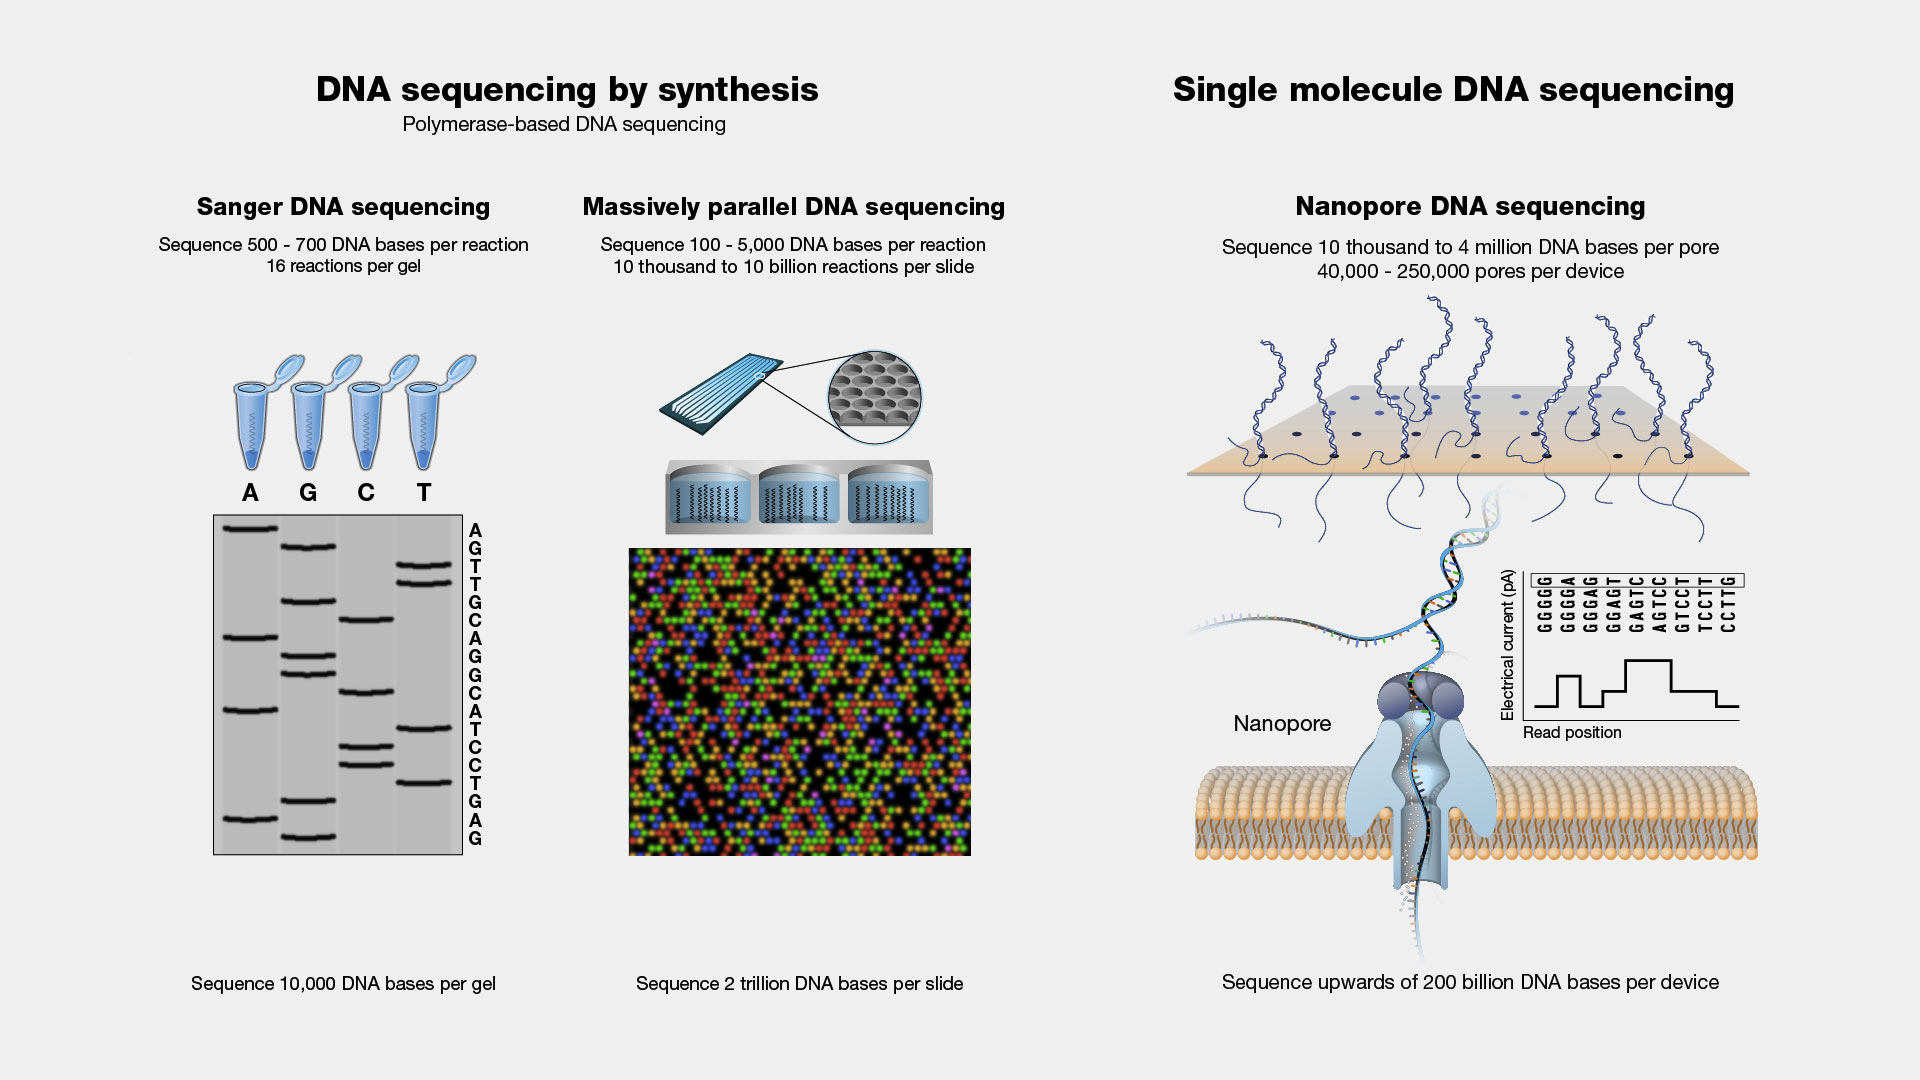 DNA sequencing by synthesis
Polymerase-based DNA sequencing
Sanger DNA sequencing
Sequence 500 - 700 DNA bases per reaction
16 reactions per gel
A G C T
A
G
T
T
G
C
A
G
G
C
A
T
C
C
T
G
A
G
Sequence 10,000 DNA bases per gel
Massively parallel DNA sequencing
Sequence 100 - 5,000 DNA bases per reaction
10 thousand to 10 billion reactions per slide
Sequence 2 trillion DNA bases per slide
Single molecule DNA sequencing
Nanopore DNA sequencing
Sequence 10 thousand to 4 million DNA bases per pore
40,000 - 250,000 pores per device
Nanopore
Electrical current (pA)
GGGGG
GGGGA
GGGAG
GGAGT
GAGTC
AGTCC
GTCCT
TCCTT
CCTTG
Read position
Sequence upwards of 200 billion DNA bases per device